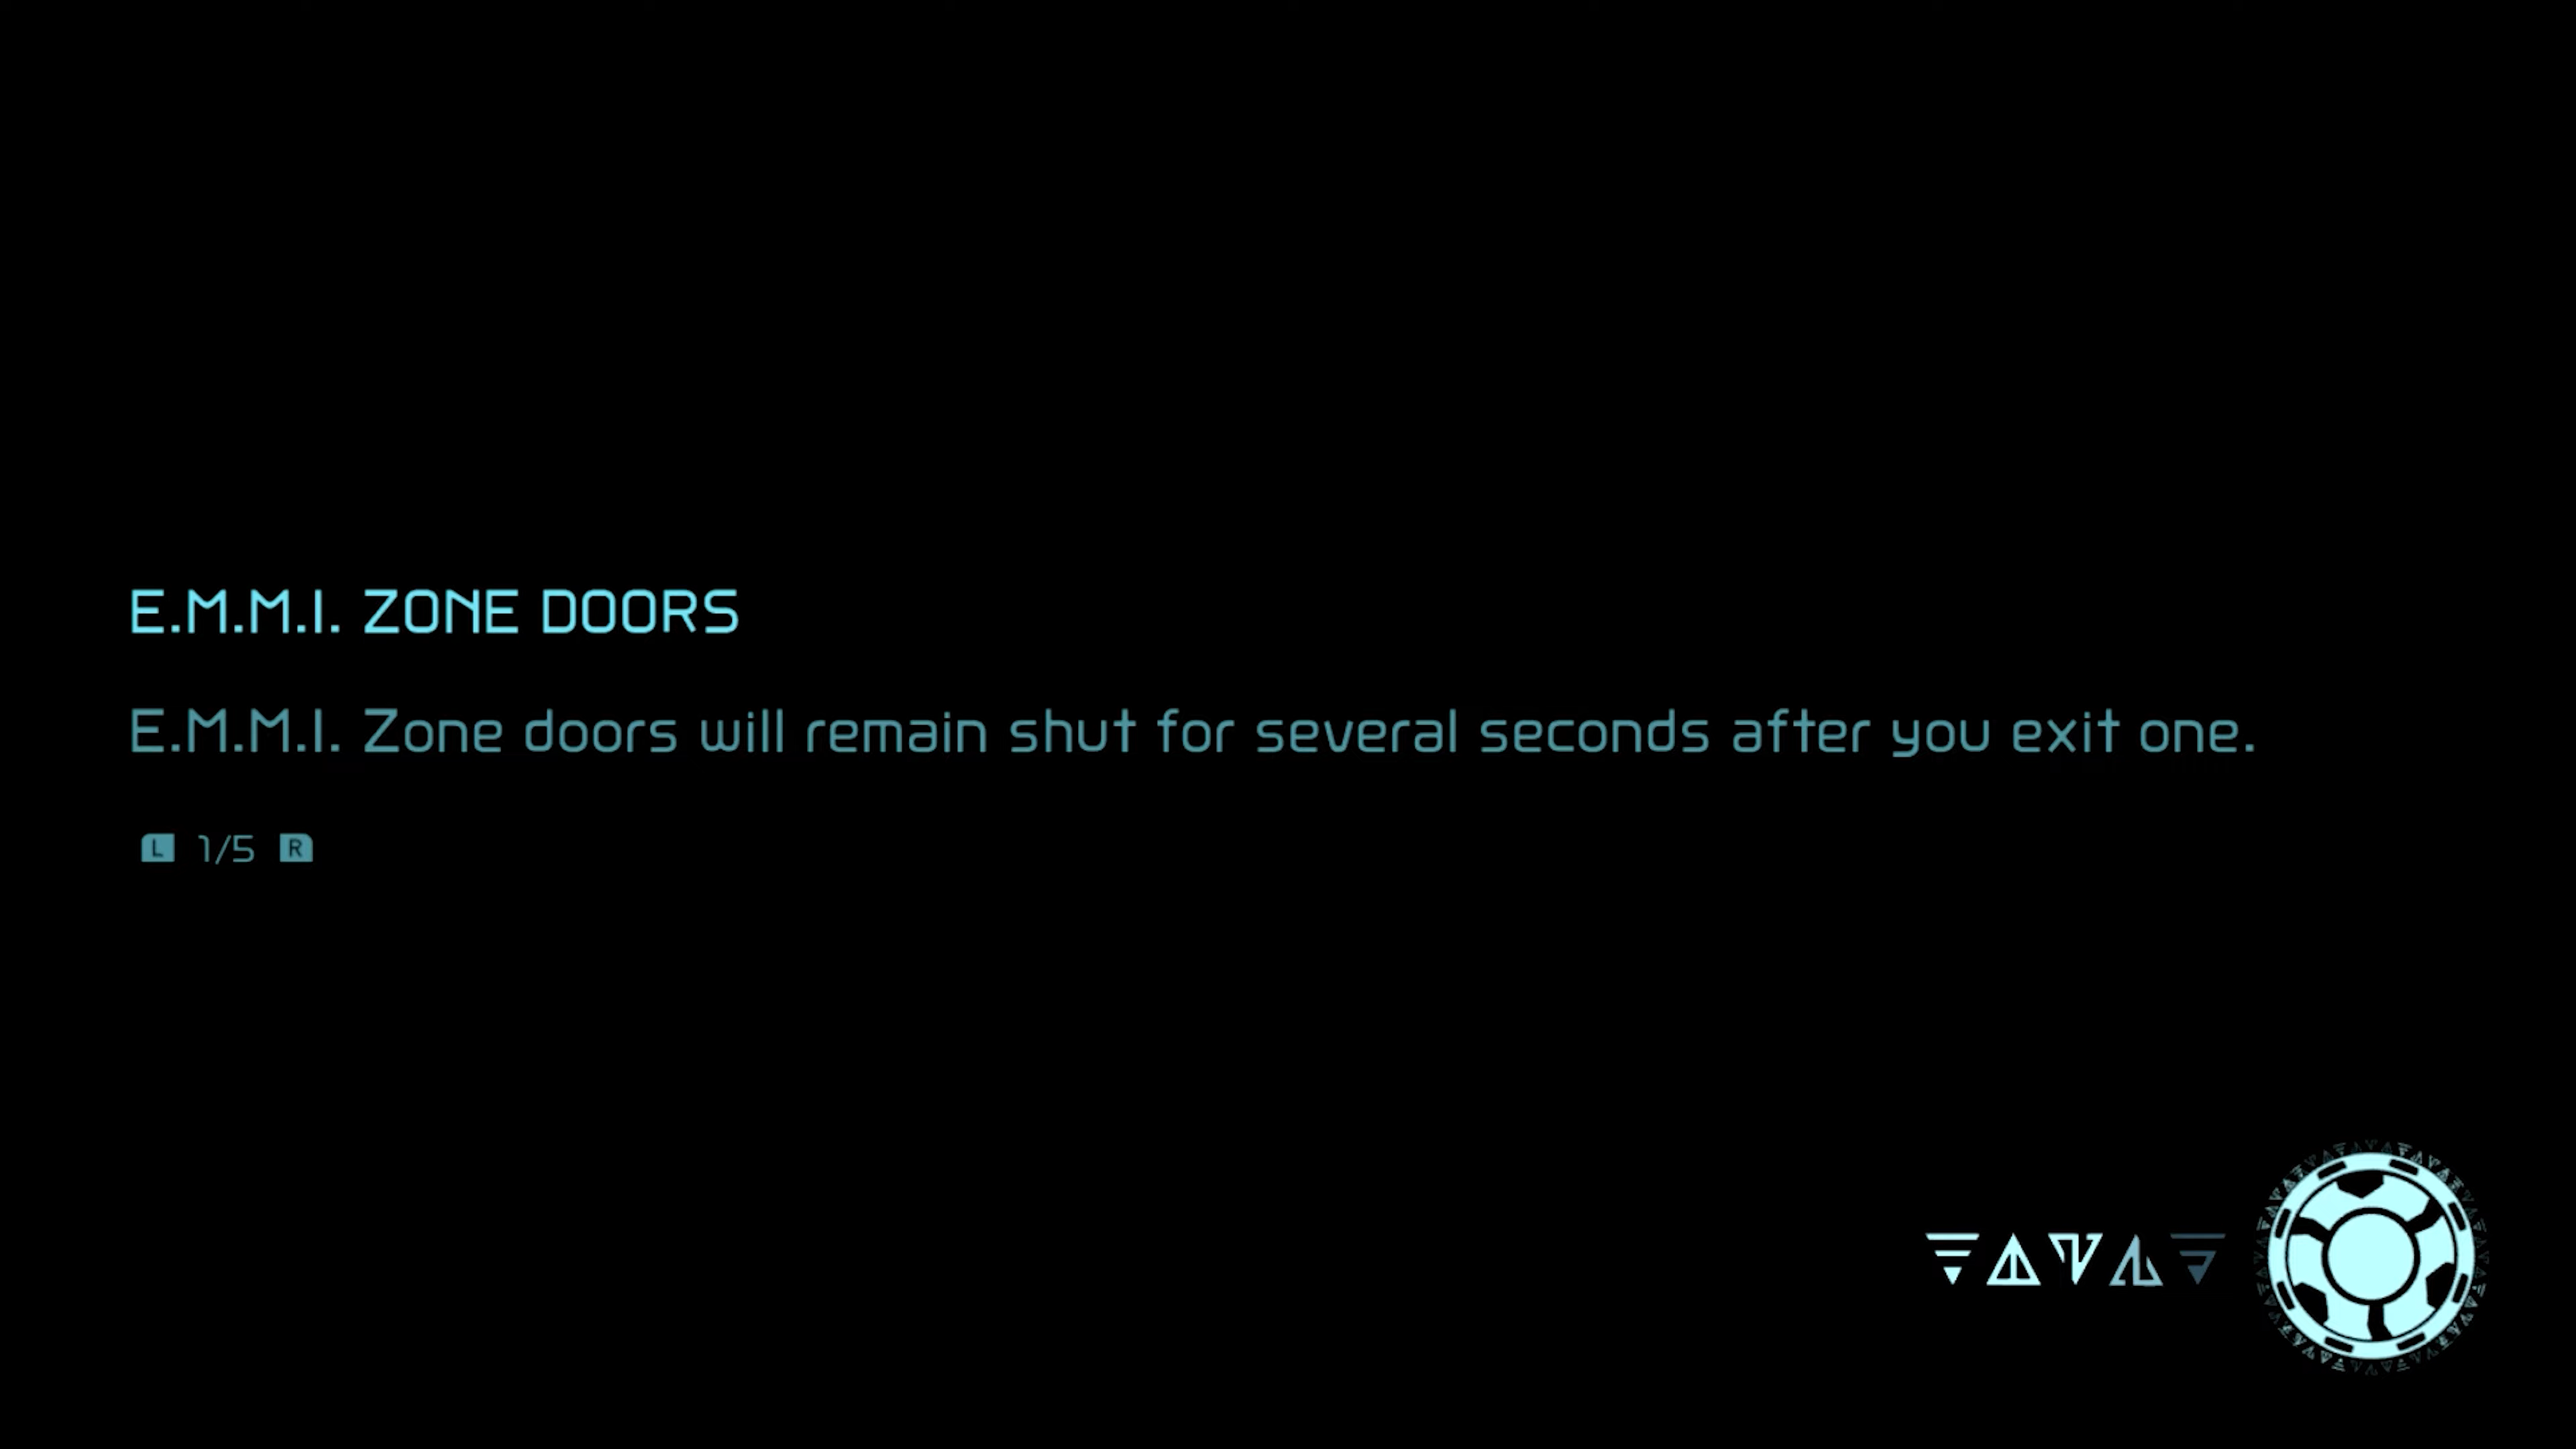 E.M.M.I. ZONE DOORS
E.M.M.I. Zone doors will remain shut for several seconds after you exit one.
L 1/5 R